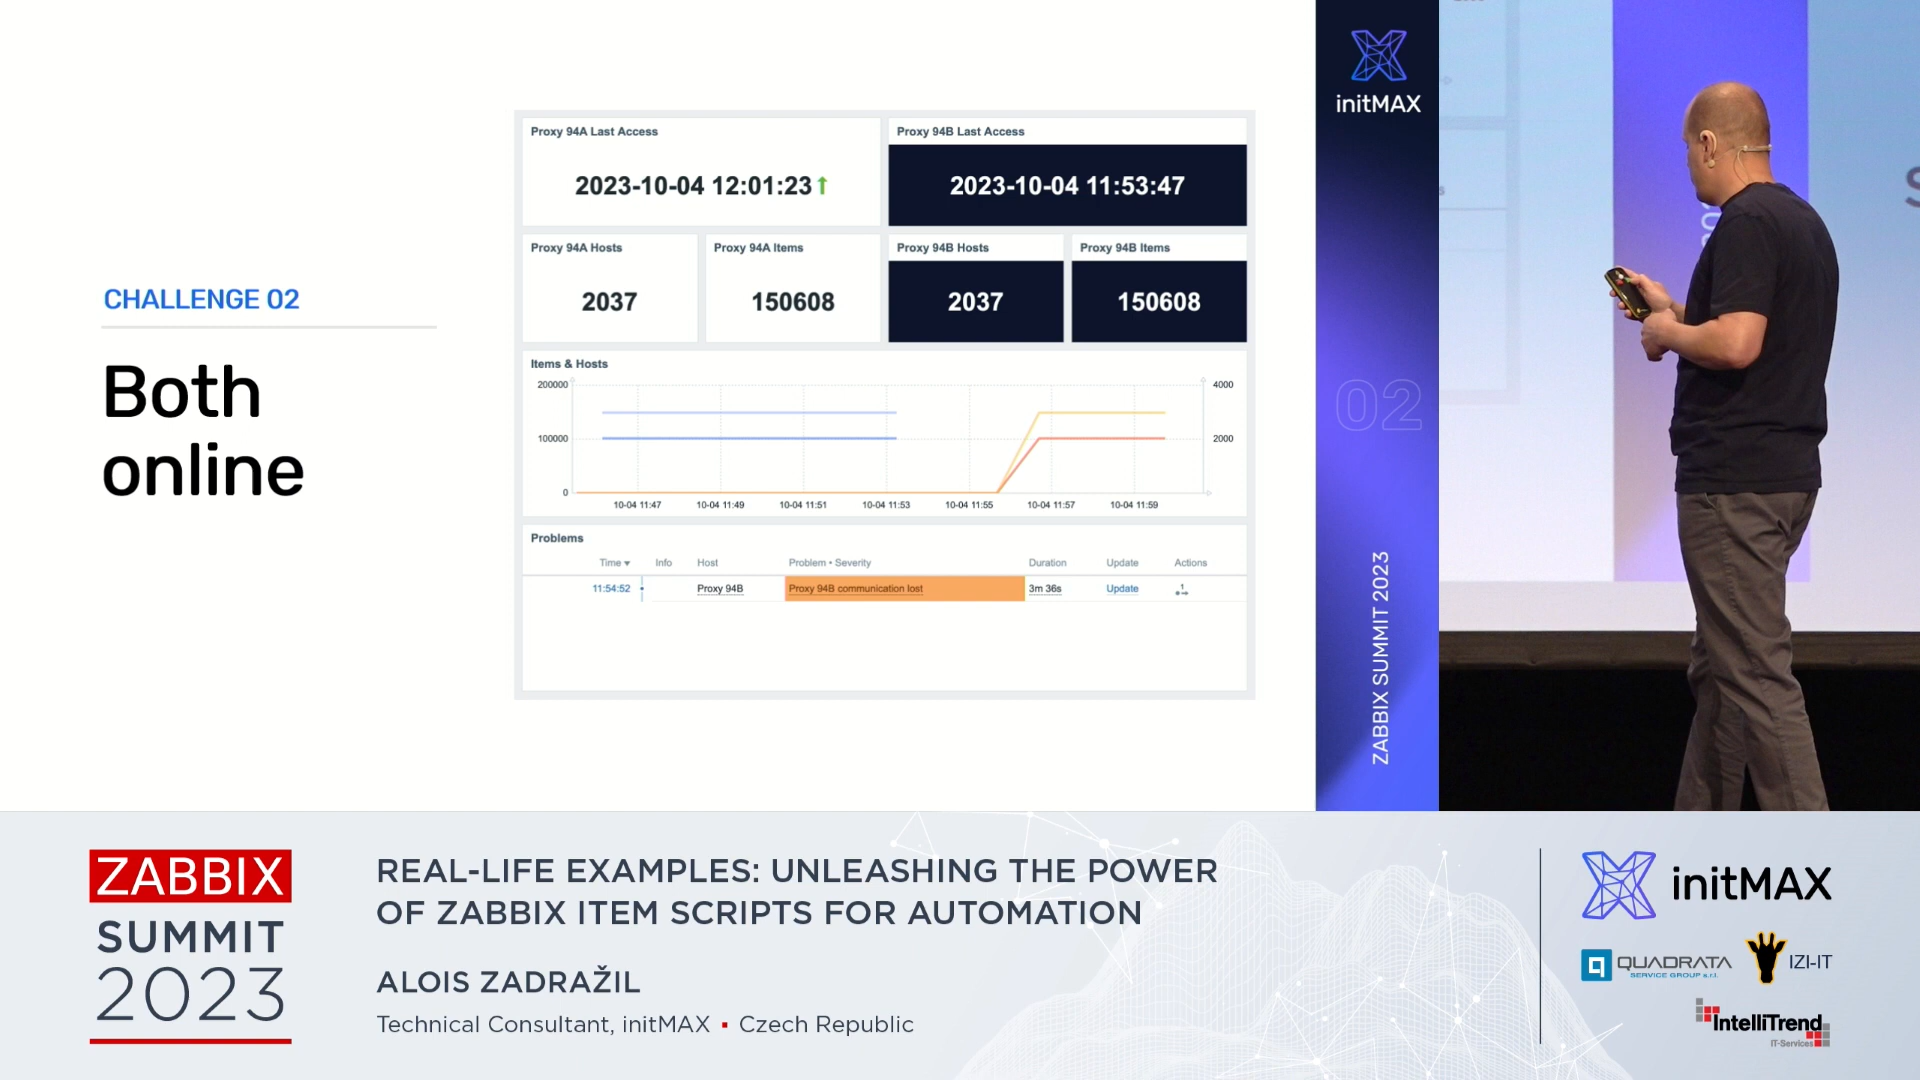 CHALLENGE 02
Both
online
Proxy 94A Last Access
2023-10-04 12:01:23
Proxy 94B Last Access
2023-10-04 11:53:47
Proxy 94A Hosts
2037
Proxy 94A Items
150608
Proxy 94B Hosts
2037
Proxy 94B Items
150608
Items & Hosts
200000
100000
0
4000
2000
10-04 11:47 10-04 11:49 10-04 11:51 10-04 11:53 10-04 11:55 10-04 11:57 10-04 11:59
Problems
Time Info Host Problem • Severity Duration Update Actions
11:54:52 Proxy 94B Proxy 94B communication lost 3m 36s Update 1
initMAX
02
ZABBIX SUMMIT 2023
ZABBIX
SUMMIT
2023
REAL-LIFE EXAMPLES: UNLEASHING THE POWER
OF ZABBIX ITEM SCRIPTS FOR AUTOMATION
ALOIS ZADRAŽIL
Technical Consultant, initMAX ▪ Czech Republic
initMAX
QUADRATA
SERVICE GROUP s.r.l.
IZI-IT
IntelliTrend
IT-Services